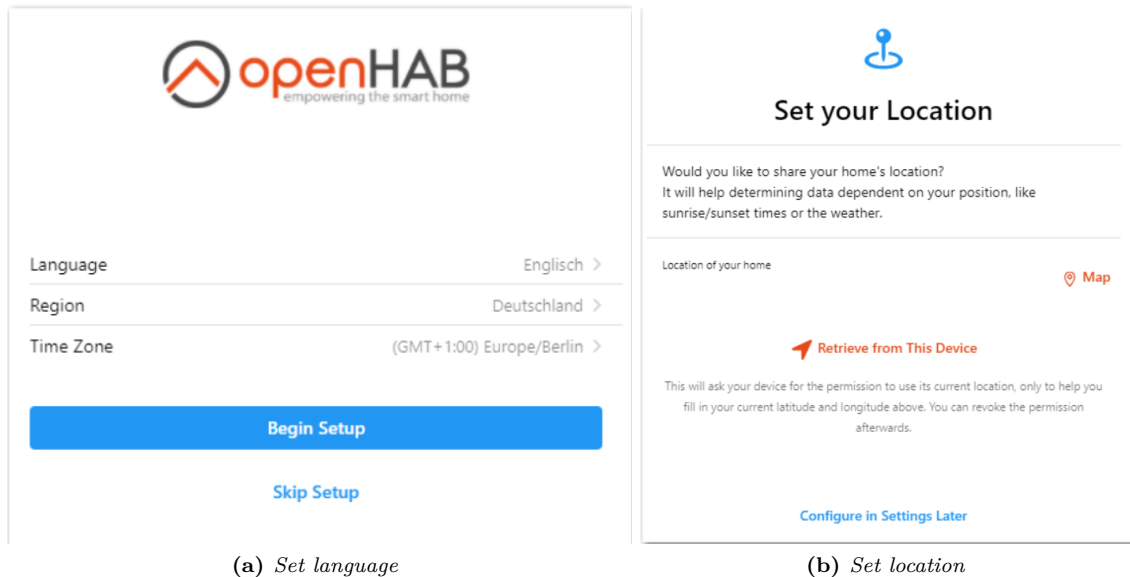 openHAB
empowering the smart home
Language Englisch
Region Deutschland
Time Zone (GMT+1:00) Europe/Berlin
Begin Setup
Skip Setup
(a) Set language
Set your Location
Would you like to share your home's location?
It will help determining data dependent on your position, like
sunrise/sunset times or the weather.
Location of your home
Map
Retrieve from This Device
This will ask your device for the permission to use its current location, only to help you
fill in your current latitude and longitude above. You can revoke the permission
afterwards.
Configure in Settings Later
(b) Set location